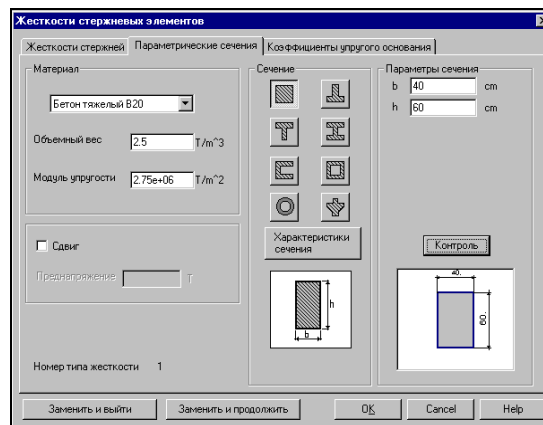 Жесткости стержневых элементов
Жесткости стержней
Параметрические сечения
Коэффициенты упругого основания
Материал
Бетон тяжелый B20
Объемный вес 2.5 T/m^3
Модуль упругости 2.75e+06 T/m^2
Сдвиг
Преднапряжение T
Номер типа жесткости 1
Сечение
Характеристики
сечения
h
b
Параметры сечения
b 40 cm
h 60 cm
Контроль
40.
60.
Заменить и выйти
Заменить и продолжить
OK
Cancel
Help